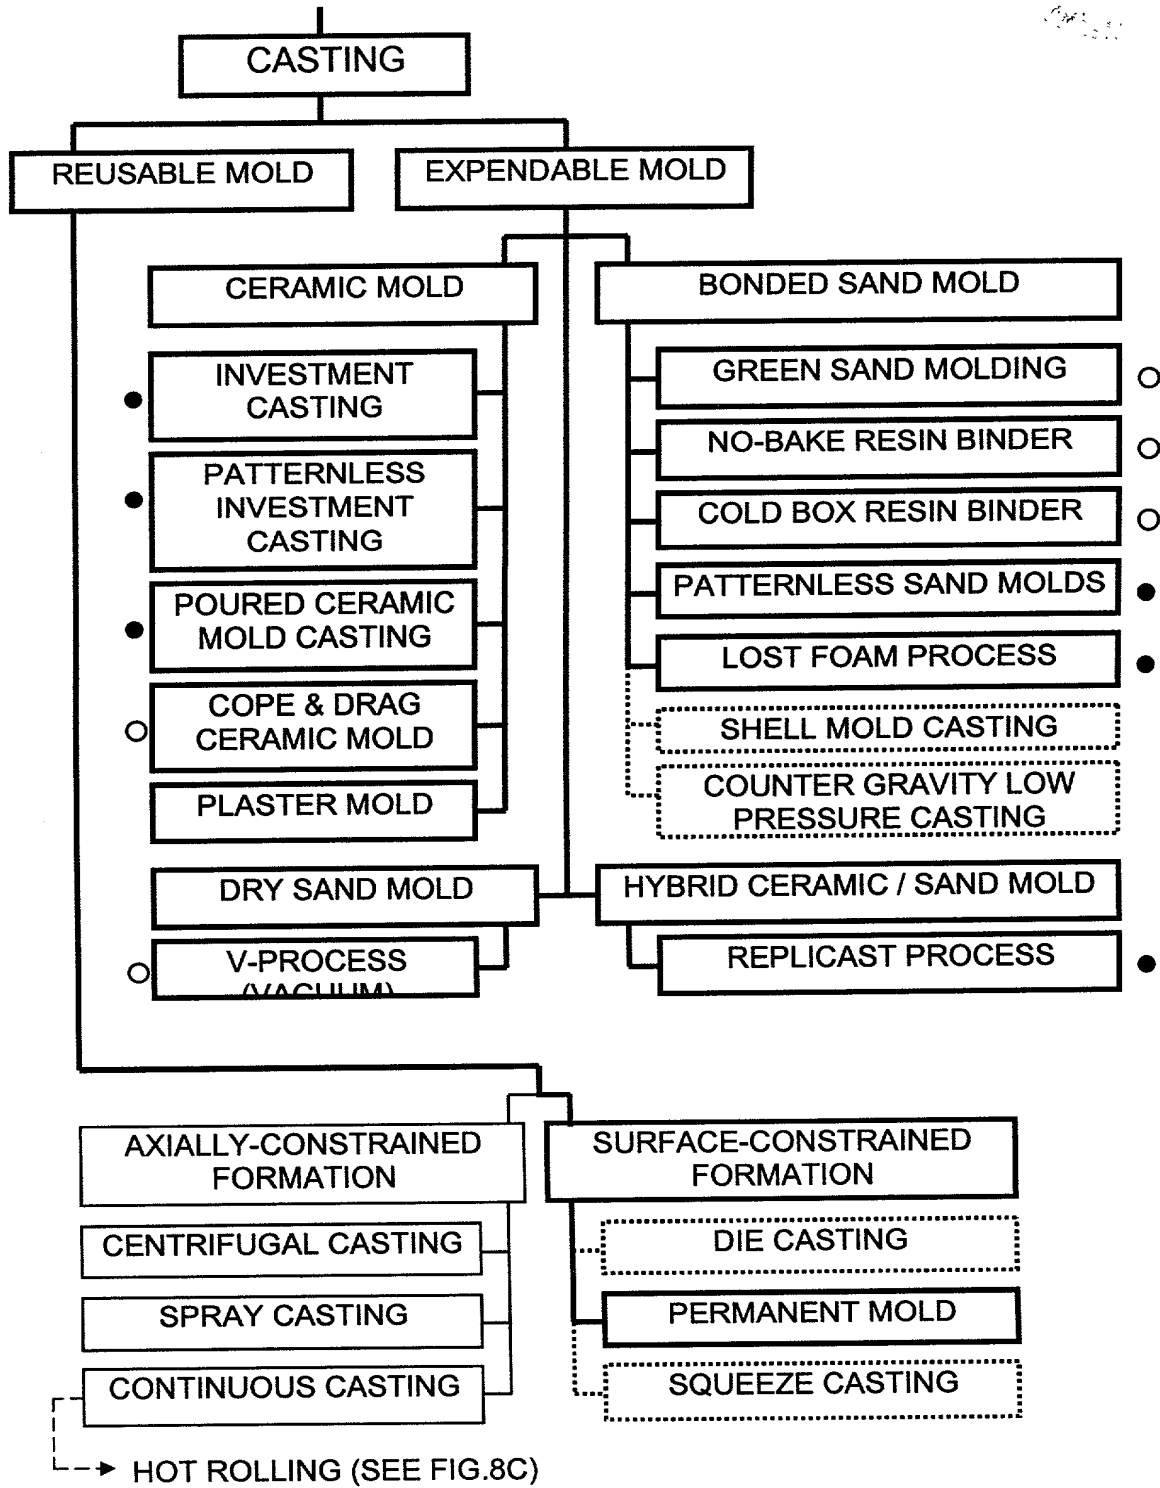 CASTING
REUSABLE MOLD
EXPENDABLE MOLD
CERAMIC MOLD
INVESTMENT
CASTING
PATTERNLESS
INVESTMENT
CASTING
POURED CERAMIC
MOLD CASTING
COPE & DRAG
CERAMIC MOLD
PLASTER MOLD
BONDED SAND MOLD
GREEN SAND MOLDING
NO-BAKE RESIN BINDER
COLD BOX RESIN BINDER
PATTERNLESS SAND MOLDS
LOST FOAM PROCESS
SHELL MOLD CASTING
COUNTER GRAVITY LOW
PRESSURE CASTING
DRY SAND MOLD
V-PROCESS
(VACUUM)
HYBRID CERAMIC / SAND MOLD
REPLICAST PROCESS
AXIALLY-CONSTRAINED
FORMATION
CENTRIFUGAL CASTING
SPRAY CASTING
CONTINUOUS CASTING
HOT ROLLING (SEE FIG.8C)
SURFACE-CONSTRAINED
FORMATION
DIE CASTING
PERMANENT MOLD
SQUEEZE CASTING